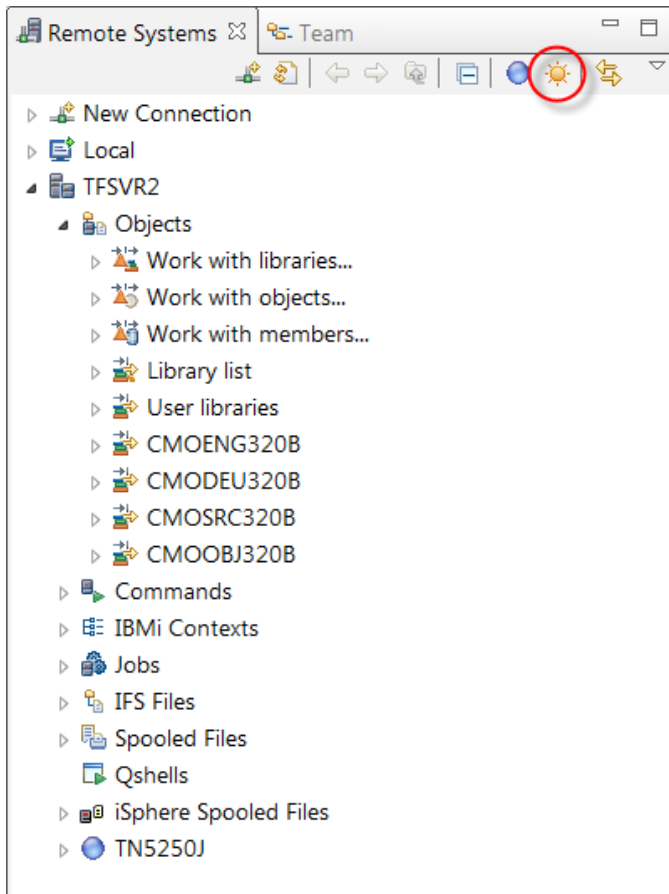 Remote Systems Team
New Connection
Local
TFSVR2
Objects
Work with libraries...
Work with objects...
Work with members...
Library list
User libraries
CMOENG320B
CMODEU320B
CMOSRC320B
CMOOBJ320B
Commands
IBMi Contexts
Jobs
IFS Files
Spooled Files
Qshells
iSphere Spooled Files
TN5250J